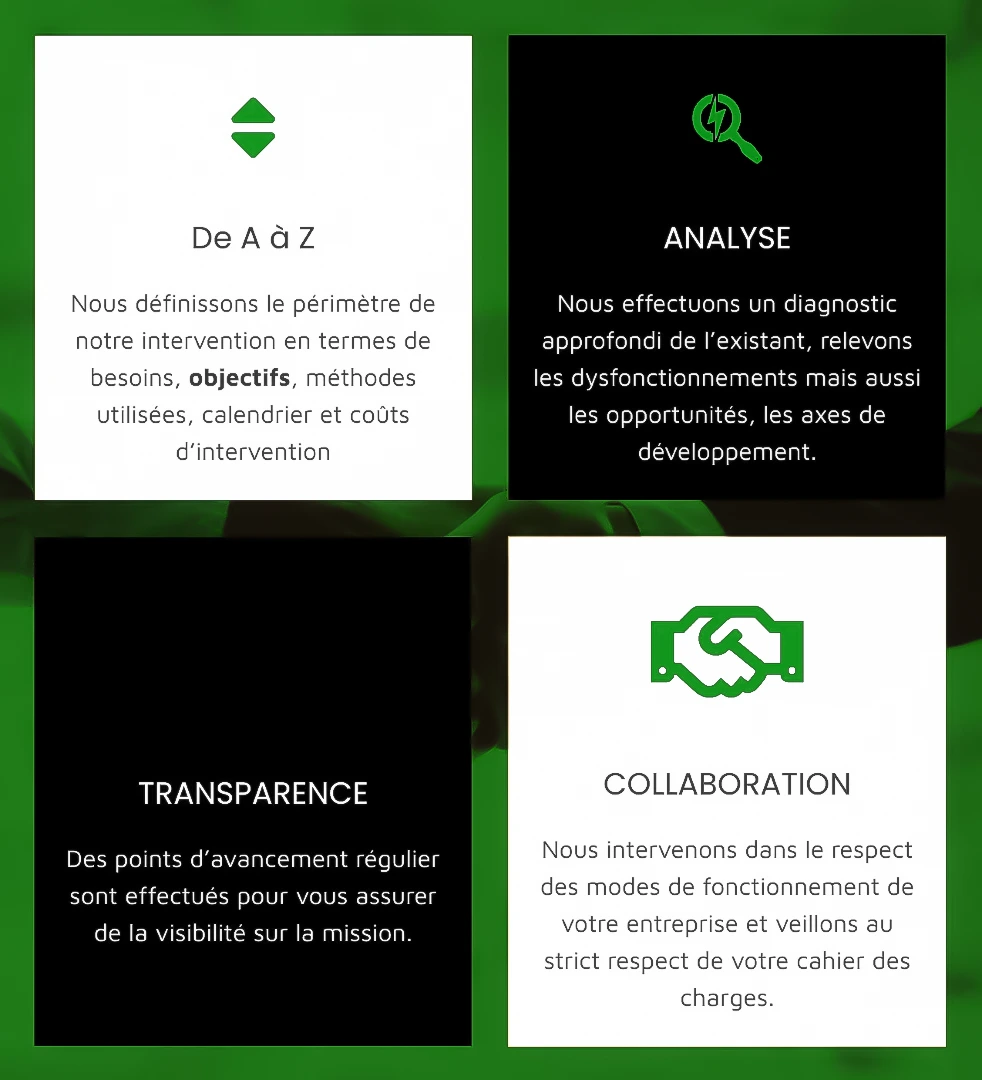 De A à Z
Nous définissons le périmètre de
notre intervention en termes de
besoins, objectifs, méthodes
utilisées, calendrier et coûts
d’intervention
ANALYSE
Nous effectuons un diagnostic
approfondi de l’existant, relevons
les dysfonctionnements mais aussi
les opportunités, les axes de
développement.
TRANSPARENCE
Des points d’avancement régulier
sont effectués pour vous assurer
de la visibilité sur la mission.
COLLABORATION
Nous intervenons dans le respect
des modes de fonctionnement de
votre entreprise et veillons au
strict respect de votre cahier des
charges.